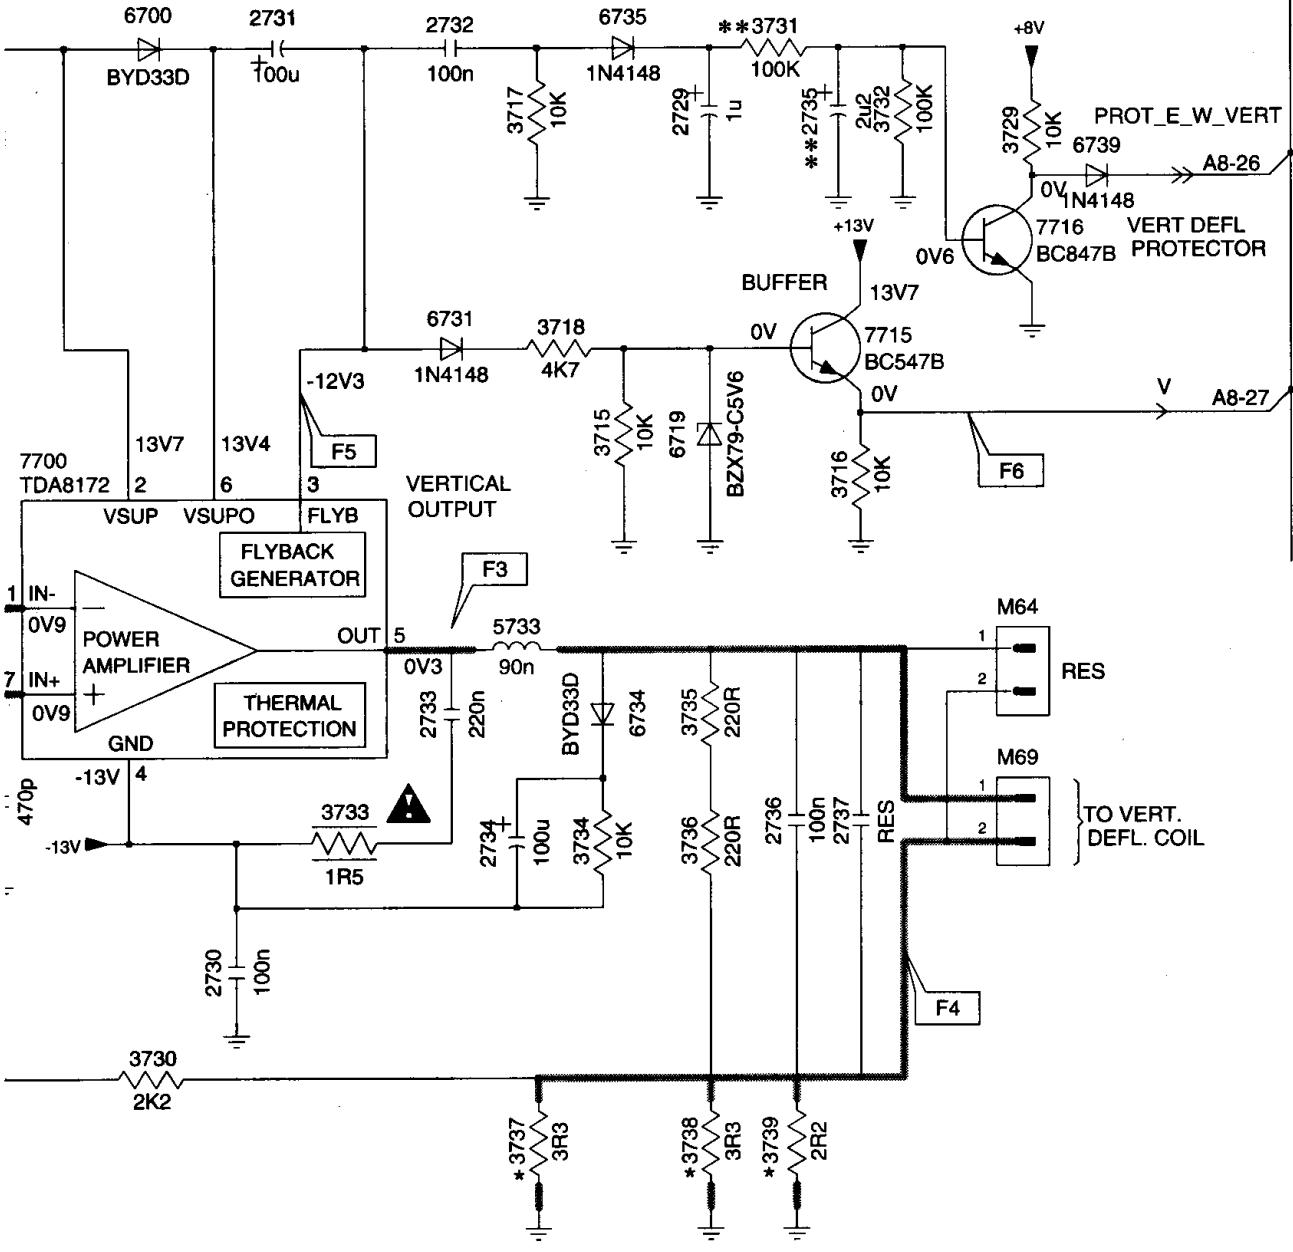 6700
BYD33D
2731
+
100u
2732
100n
6735
1N4148
**3731
100K
+8V
3717
10K
2729
+
1u
**2735
+
2u2
3732
100K
3729
10K
PROT_E_W_VERT
6739
1N4148
A8-26
0V
7716
BC847B
VERT DEFL
PROTECTOR
0V6
+13V
BUFFER
13V7
6731
1N4148
3718
4K7
0V
7715
BC547B
0V
-12V3
F5
3715
10K
6719
BZX79-C5V6
3716
10K
V
A8-27
F6
13V7
13V4
7700
TDA8172
2
6
3
VERTICAL
OUTPUT
VSUP
VSUPO
FLYB
FLYBACK
GENERATOR
F3
1
IN-
0V9
POWER
AMPLIFIER
OUT
5
0V3
5733
90n
7
IN+
0V9
−
+
THERMAL
PROTECTION
GND
-13V
4
470p
2733
220n
BYD33D
6734
3735
220R
M64
1
2
RES
M69
1
2
TO VERT.
DEFL. COIL
-13V
3733
1R5
!
2734
+
100u
3734
10K
3736
220R
2736
100n
2737
RES
2730
100n
F4
3730
2K2
*3737
3R3
*3738
3R3
*3739
2R2